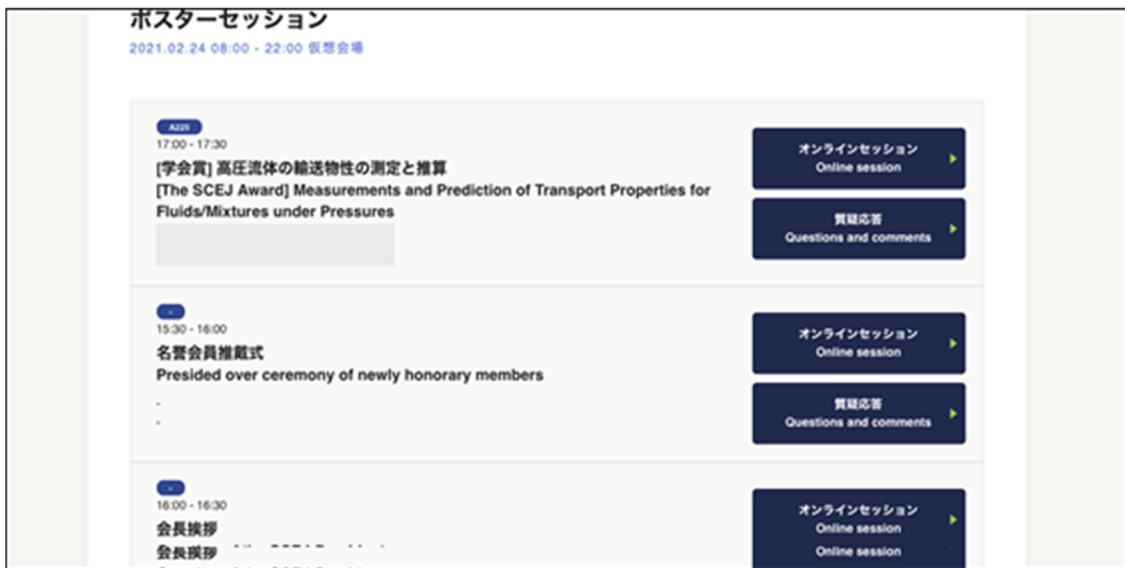 ポスターセッション
2021.02.24 08:00 - 22:00 仮想会場
A225
17:00 - 17:30
[学会賞] 高圧流体の輸送物性の測定と推算
[The SCEJ Award] Measurements and Prediction of Transport Properties for
Fluids/Mixtures under Pressures
オンラインセッション
Online session
質疑応答
Questions and comments
-
15:30 - 16:00
名誉会員推戴式
Presided over ceremony of newly honorary members
-
-
オンラインセッション
Online session
質疑応答
Questions and comments
-
16:00 - 16:30
会長挨拶
会長挨拶
オンラインセッション
Online session
Online session